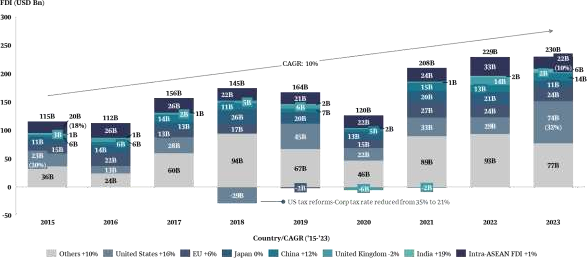 FDI (USD Bn)
300
250
200
150
100
50
0
-50
CAGR: 10%
115B
20B
(18%)
3B
1B
11B
6B
15B
23B
(20%)
36B
112B
26B
1B
14B
6B
22B
13B
24B
156B
26B
2B
1B
14B
13B
13B
28B
60B
145B
22B
5B
11B
26B
17B
94B
-29B
164B
21B
2B
6B
7B
20B
45B
67B
-2B
120B
22B
2B
5B
13B
15B
22B
46B
-6B
208B
24B
1B
15B
20B
27B
33B
89B
-2B
229B
33B
2B
14B
13B
21B
24B
29B
93B
230B
22B
(10%)
6B
2B
14B
11B
24B
74B
(32%)
77B
US tax reforms-Corp tax rate reduced from 35% to 21%
2015 2016 2017 2018 2019 2020 2021 2022 2023
Country/CAGR ('15-'23)
Others +10% United States +16% EU +6% Japan 0% China +12% United Kingdom -2% India +19% Intra-ASEAN FDI +1%